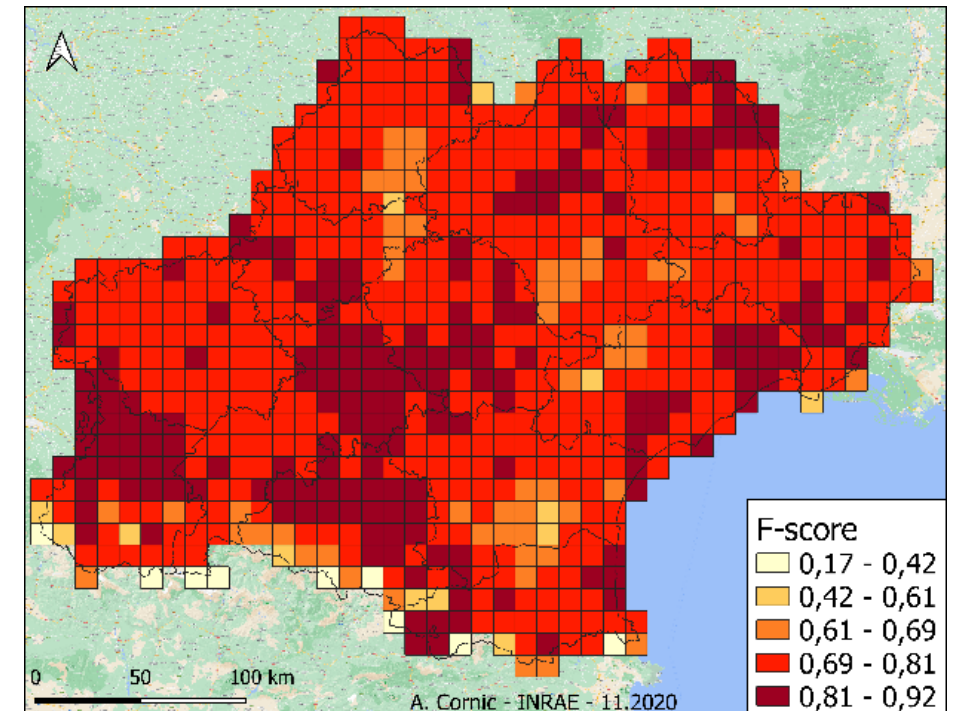 F-score
0,17 - 0,42
0,42 - 0,61
0,61 - 0,69
0,69 - 0,81
0,81 - 0,92
0 50 100 km
A. Cornic - INRAE - 11.2020